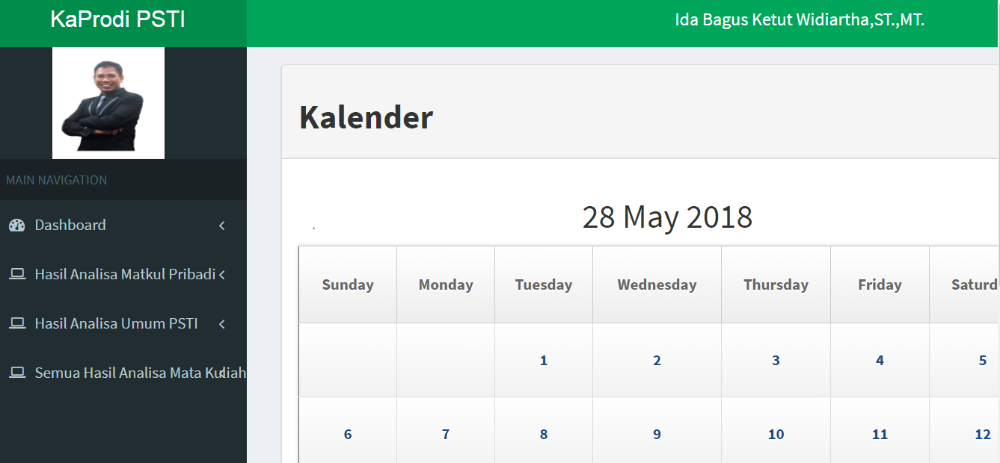 KaProdi PSTI
Ida Bagus Ketut Widiartha,ST.,MT.
MAIN NAVIGATION
Dashboard
Hasil Analisa Matkul Pribadi
Hasil Analisa Umum PSTI
Semua Hasil Analisa Mata Kuliah
Kalender
.
28 May 2018
Sunday Monday Tuesday Wednesday Thursday Friday Saturd
1 2 3 4 5
6 7 8 9 10 11 12